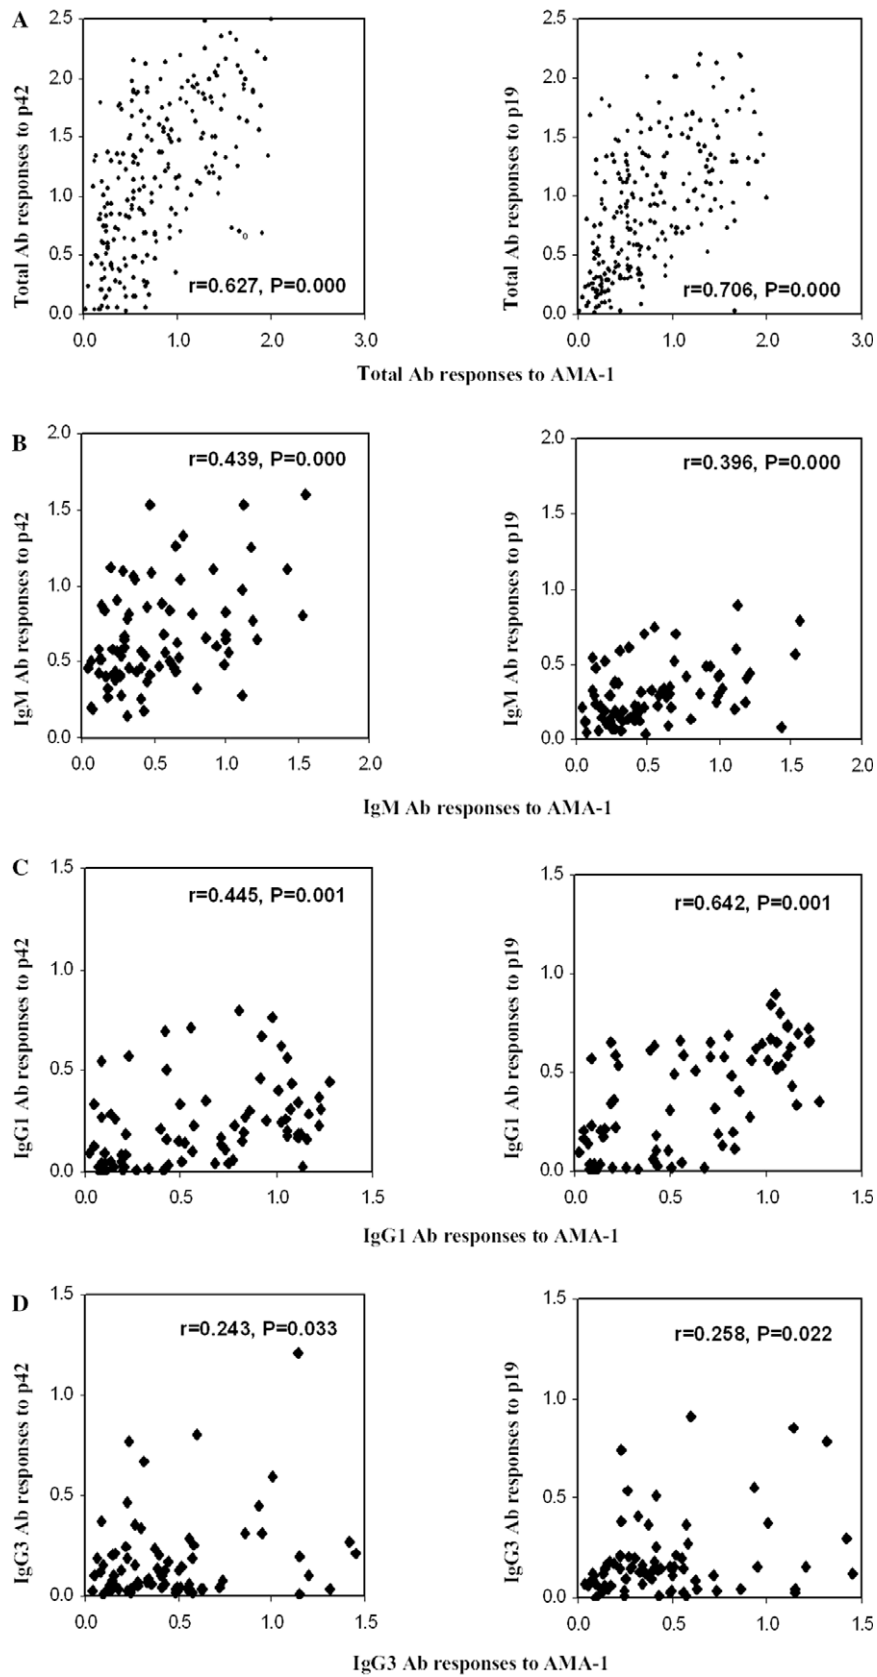 A
Total Ab responses to p42
2.5
2.0
1.5
1.0
0.5
0.0
r=0.627, P=0.000
0.0 1.0 2.0 3.0
Total Ab responses to p19
2.5
2.0
1.5
1.0
0.5
0.0
r=0.706, P=0.000
0.0 1.0 2.0 3.0
Total Ab responses to AMA-1
B
IgM Ab responses to p42
2.0
1.5
1.0
0.5
0.0
r=0.439, P=0.000
0.0 0.5 1.0 1.5 2.0
IgM Ab responses to p19
2.0
1.5
1.0
0.5
0.0
r=0.396, P=0.000
0.0 0.5 1.0 1.5 2.0
IgM Ab responses to AMA-1
C
IgG1 Ab responses to p42
1.5
1.0
0.5
0.0
r=0.445, P=0.001
0.0 0.5 1.0 1.5
IgG1 Ab responses to p19
1.5
1.0
0.5
0.0
r=0.642, P=0.001
0.0 0.5 1.0 1.5
IgG1 Ab responses to AMA-1
D
IgG3 Ab responses to p42
1.5
1.0
0.5
0.0
r=0.243, P=0.033
0.0 0.5 1.0 1.5
IgG3 Ab responses to p19
1.5
1.0
0.5
0.0
r=0.258, P=0.022
0.0 0.5 1.0 1.5
IgG3 Ab responses to AMA-1